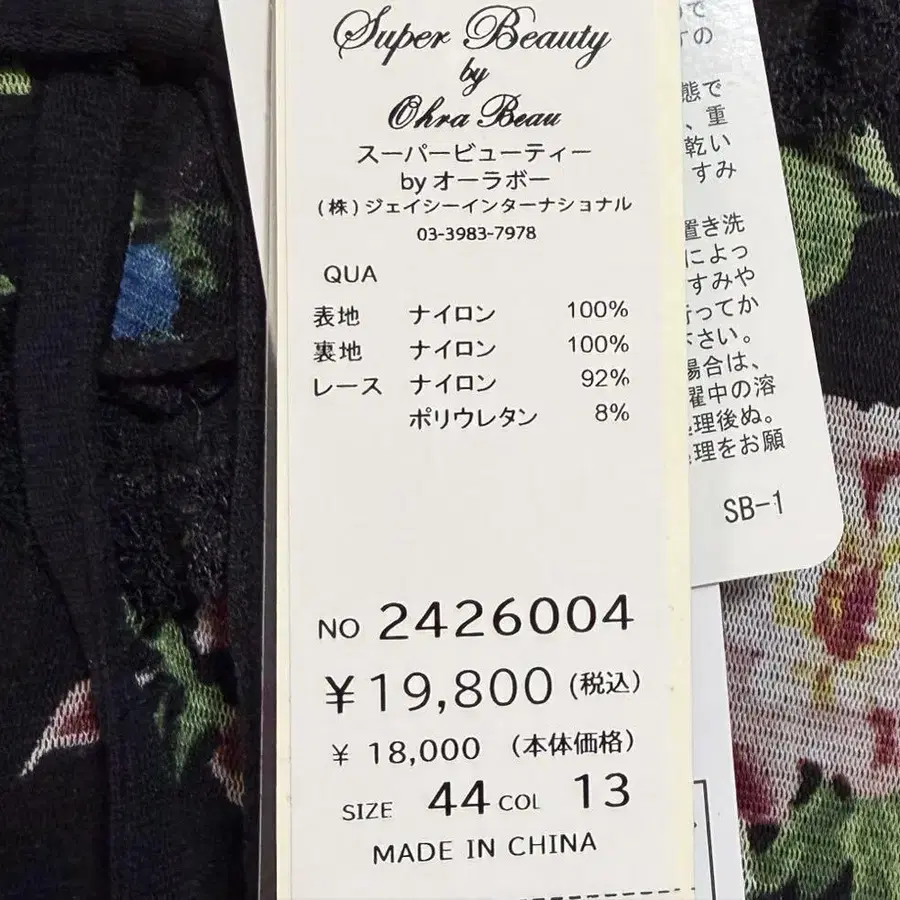 Super Beauty
by
Ohra Beau
スーパービューティー
by オーラボー
(株)ジェイシーインターナショナル
03-3983-7978
QUA
表地 ナイロン 100%
裏地 ナイロン 100%
レース ナイロン 92%
ポリウレタン 8%
NO 2426004
¥19,800 (税込)
¥ 18,000 (本体価格)
SIZE 44 COL 13
MADE IN CHINA
で
の
態で
、重
乾い
すみ
置き洗
によっ
すみや
行ってか
下さい。
場合は、
濯中の溶
処理後ぬ。
理をお願
SB-1